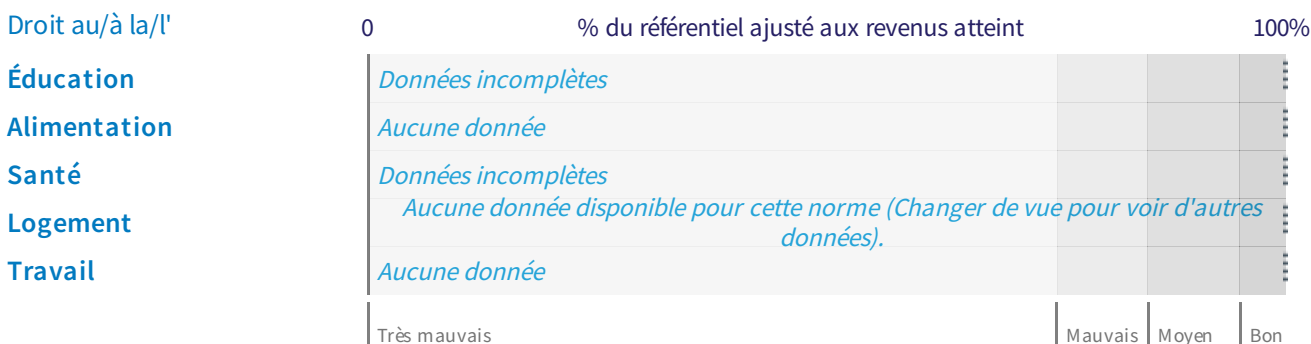 Droit au/à la/l'
0 % du référentiel ajusté aux revenus atteint 100%
Éducation Données incomplètes
Alimentation Aucune donnée
Santé Données incomplètes
Logement Aucune donnée disponible pour cette norme (Changer de vue pour voir d'autres
données).
Travail Aucune donnée
Très mauvais Mauvais Moyen Bon